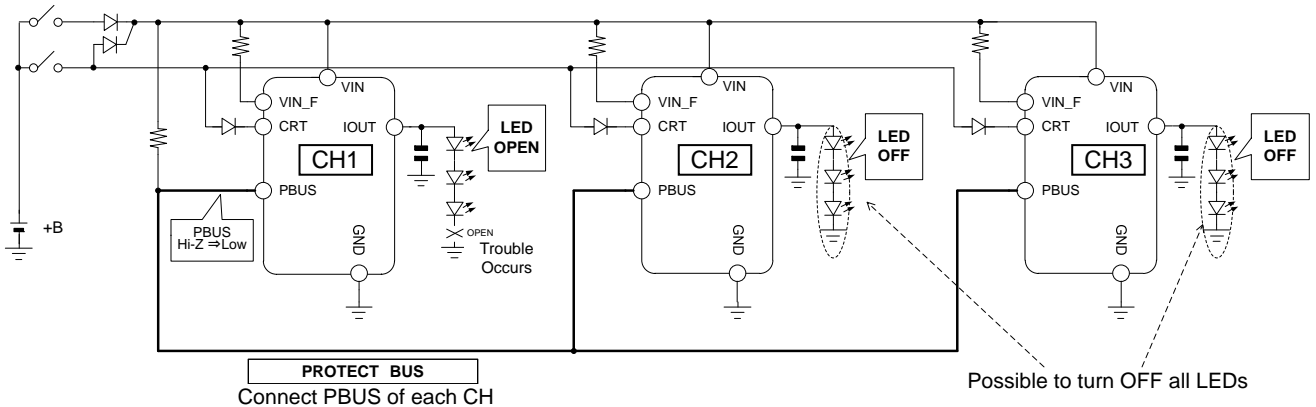 VIN
VIN_F
CRT
IOUT
CH1
PBUS
GND
LED
OPEN
OPEN
Trouble
Occurs
PBUS
Hi-Z ⇒Low
+B
VIN
VIN_F
CRT
IOUT
CH2
PBUS
GND
LED
OFF
VIN
VIN_F
CRT
IOUT
CH3
PBUS
GND
LED
OFF
PROTECT BUS
Connect PBUS of each CH
Possible to turn OFF all LEDs